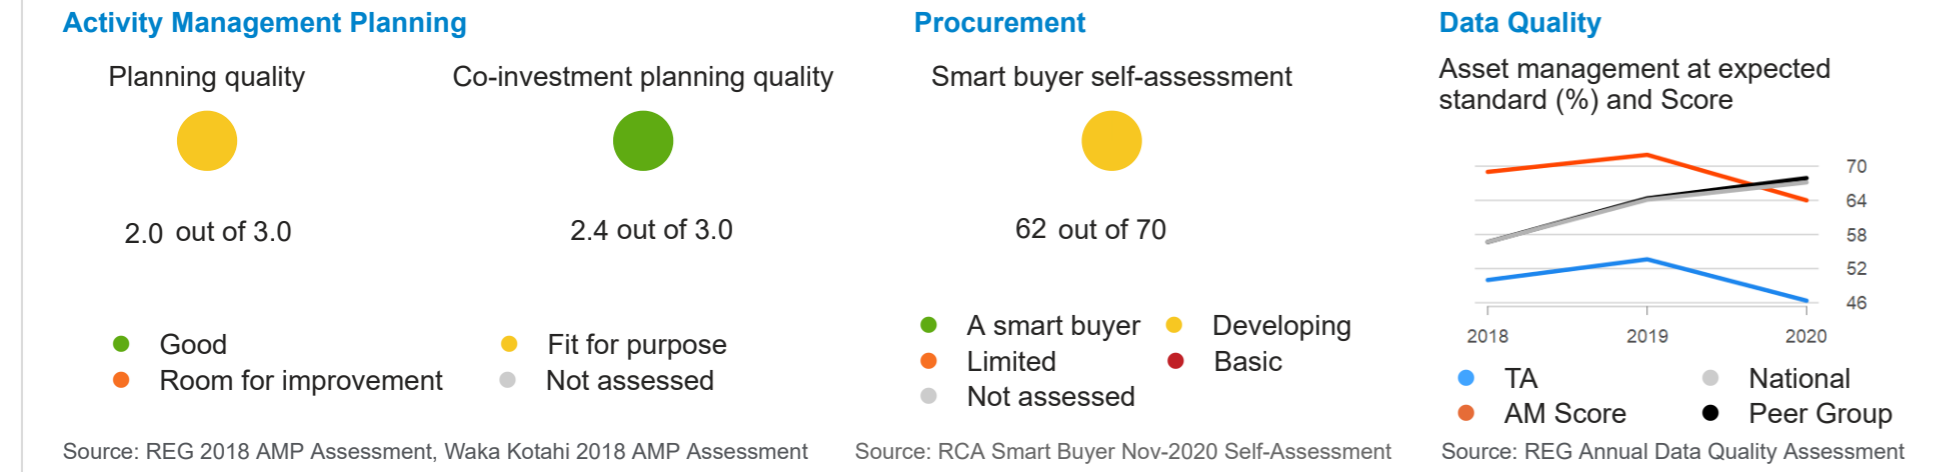 Activity Management Planning
Planning quality
Co-investment planning quality
2.0 out of 3.0
2.4 out of 3.0
Good
Fit for purpose
Room for improvement
Not assessed
Source: REG 2018 AMP Assessment, Waka Kotahi 2018 AMP Assessment
Procurement
Smart buyer self-assessment
62 out of 70
A smart buyer
Developing
Limited
Basic
Not assessed
Source: RCA Smart Buyer Nov-2020 Self-Assessment
Data Quality
Asset management at expected
standard (%) and Score
70
64
58
52
46
2018 2019 2020
TA
National
AM Score
Peer Group
Source: REG Annual Data Quality Assessment